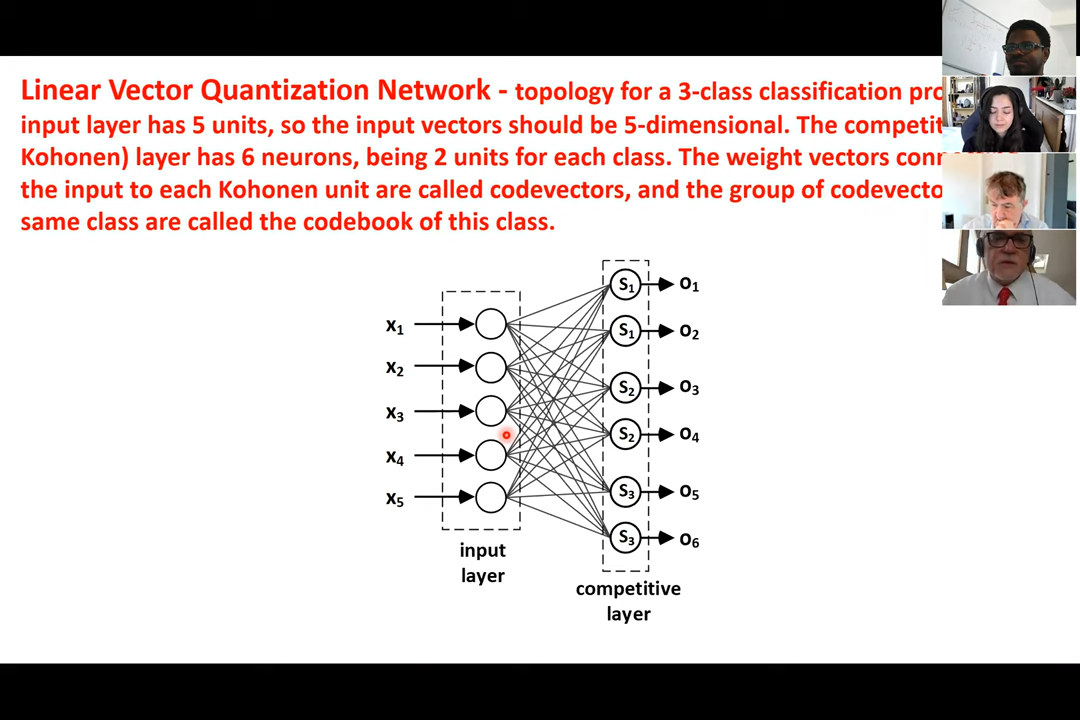 Linear Vector Quantization Network - topology for a 3-class classification
input layer has 5 units, so the input vectors should be 5-dimensional. The
Kohonen) layer has 6 neurons, being 2 units for each class. The weight vectors
the input to each Kohonen unit are called codevectors, and the group of
same class are called the codebook of this class.
S1 O1
x1 S1 O2
x2
S2 O3
x3
S2 O4
x4
x5 S3 O5
S3 O6
input
layer
competitive
layer